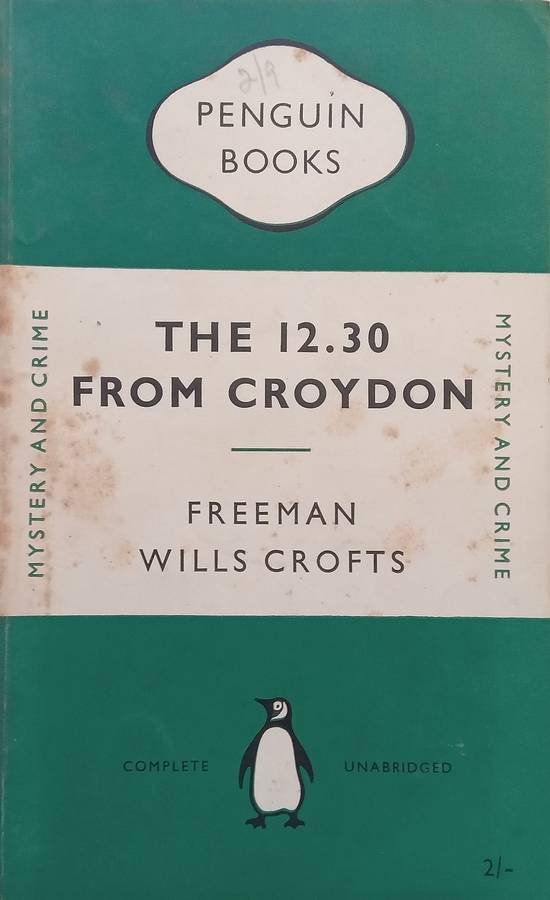 2/9
PENGUIN
BOOKS
THE 12.30
FROM CROYDON
MYSTERY AND CRIME
MYSTERY AND CRIME
FREEMAN
WILLS CROFTS
COMPLETE
UNABRIDGED
2/-